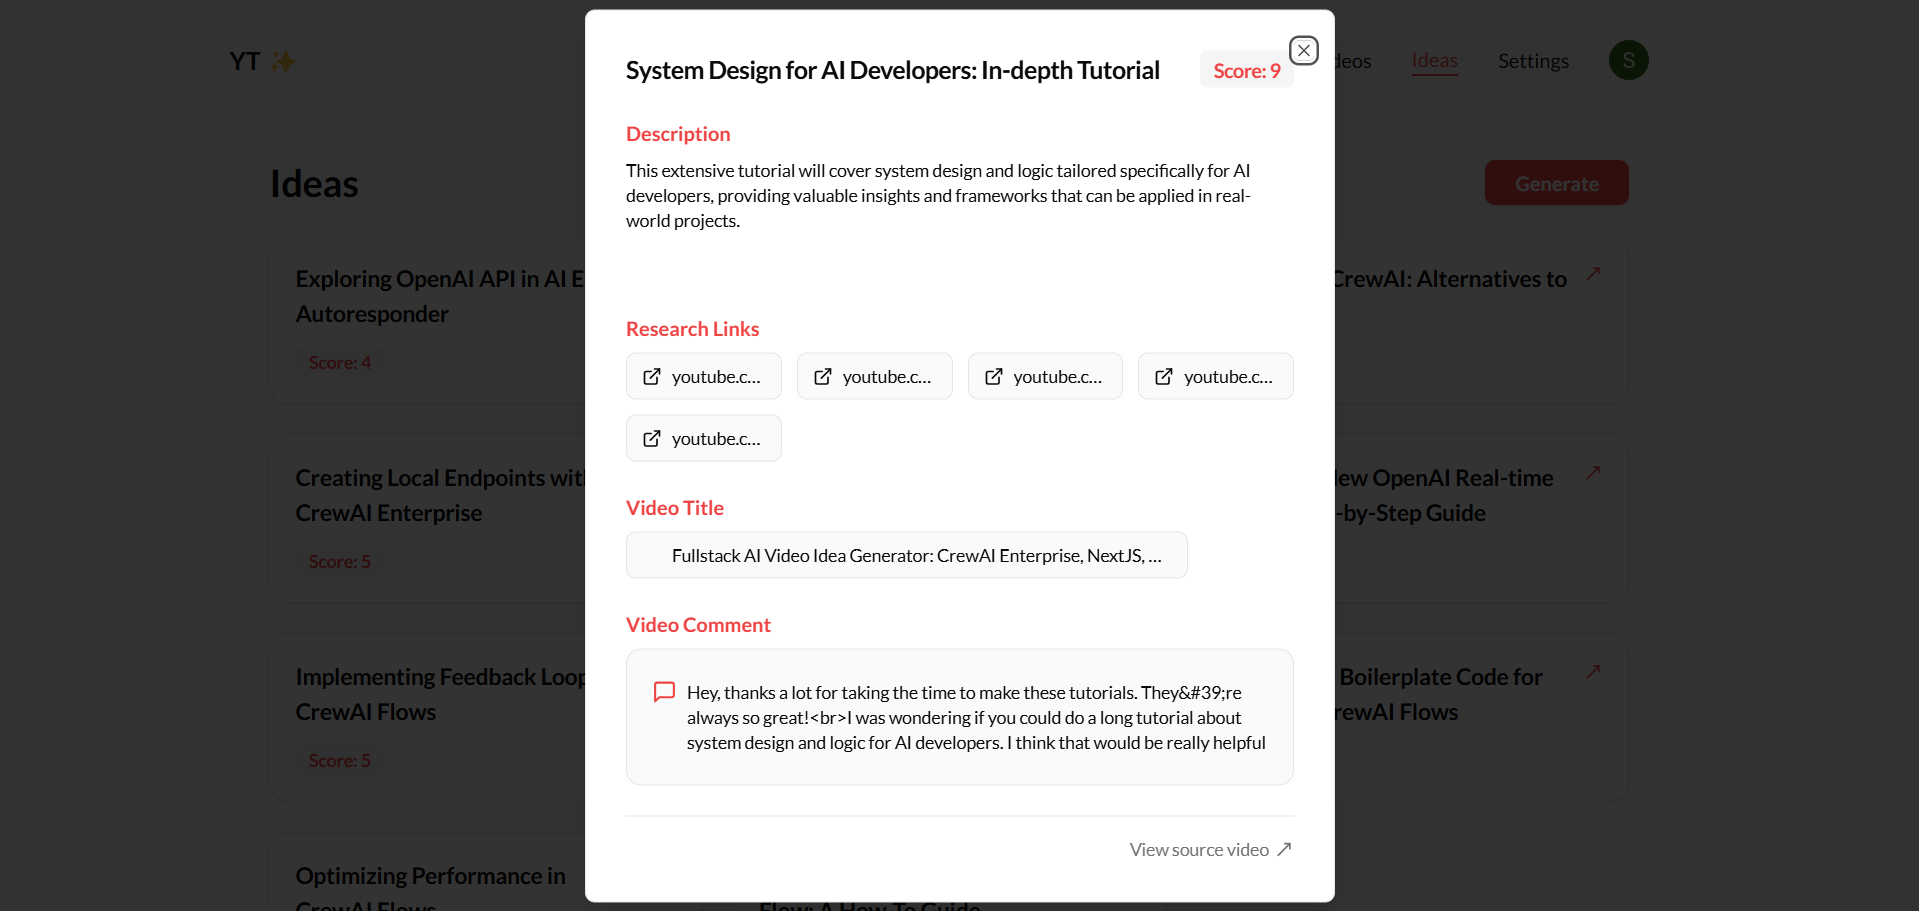 YT ✨
deos
Ideas
Settings
S
Ideas
Generate
Exploring OpenAI API in AI E
Autoresponder
Score: 4
CrewAI: Alternatives to
Creating Local Endpoints wit
CrewAI Enterprise
Score: 5
New OpenAI Real-time
-by-Step Guide
Implementing Feedback Loop
CrewAI Flows
Score: 5
Boilerplate Code for
rewAI Flows
Optimizing Performance in
CrewAI Flows
Flow: A How-To Guide
System Design for AI Developers: In-depth Tutorial
Score: 9
Description
This extensive tutorial will cover system design and logic tailored specifically for AI
developers, providing valuable insights and frameworks that can be applied in real-
world projects.
Research Links
youtube.c...
youtube.c...
youtube.c...
youtube.c...
youtube.c...
Video Title
Fullstack AI Video Idea Generator: CrewAI Enterprise, NextJS, ...
Video Comment
Hey, thanks a lot for taking the time to make these tutorials. They&#39;re
always so great!<br>I was wondering if you could do a long tutorial about
system design and logic for AI developers. I think that would be really helpful
View source video